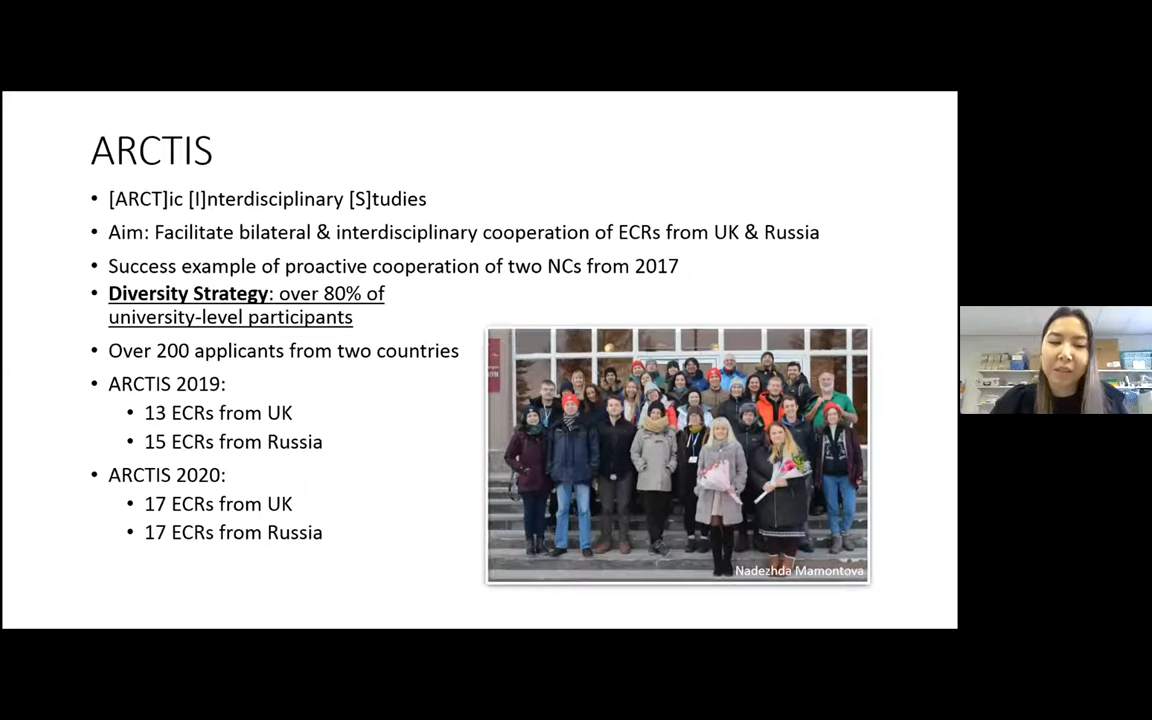 ARCTIS
• [ARCT]ic [I]nterdisciplinary [S]tudies
• Aim: Facilitate bilateral & interdisciplinary cooperation of ECRs from UK & Russia
• Success example of proactive cooperation of two NCs from 2017
• Diversity Strategy: over 80% of
university-level participants
• Over 200 applicants from two countries
• ARCTIS 2019:
• 13 ECRs from UK
• 15 ECRs from Russia
• ARCTIS 2020:
• 17 ECRs from UK
• 17 ECRs from Russia
Nadezhda Mamontova